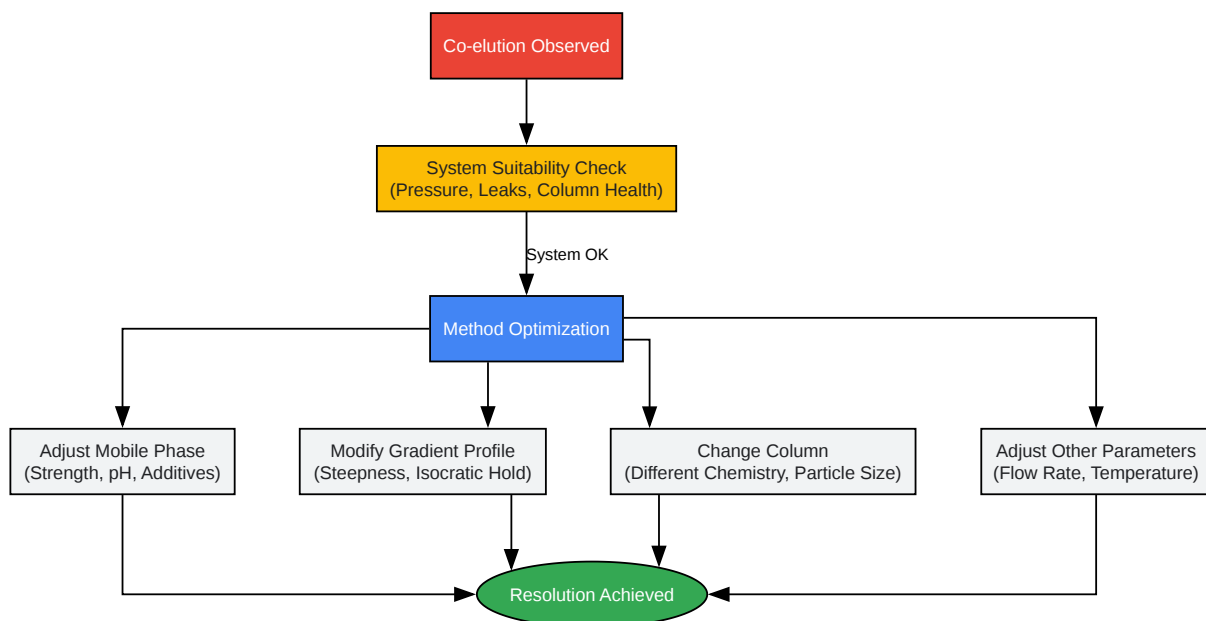 Co-elution Observed
System Suitability Check
(Pressure, Leaks, Column Health)
System OK
Method Optimization
Adjust Mobile Phase
(Strength, pH, Additives)
Modify Gradient Profile
(Steepness, Isocratic Hold)
Change Column
(Different Chemistry, Particle Size)
Adjust Other Parameters
(Flow Rate, Temperature)
Resolution Achieved